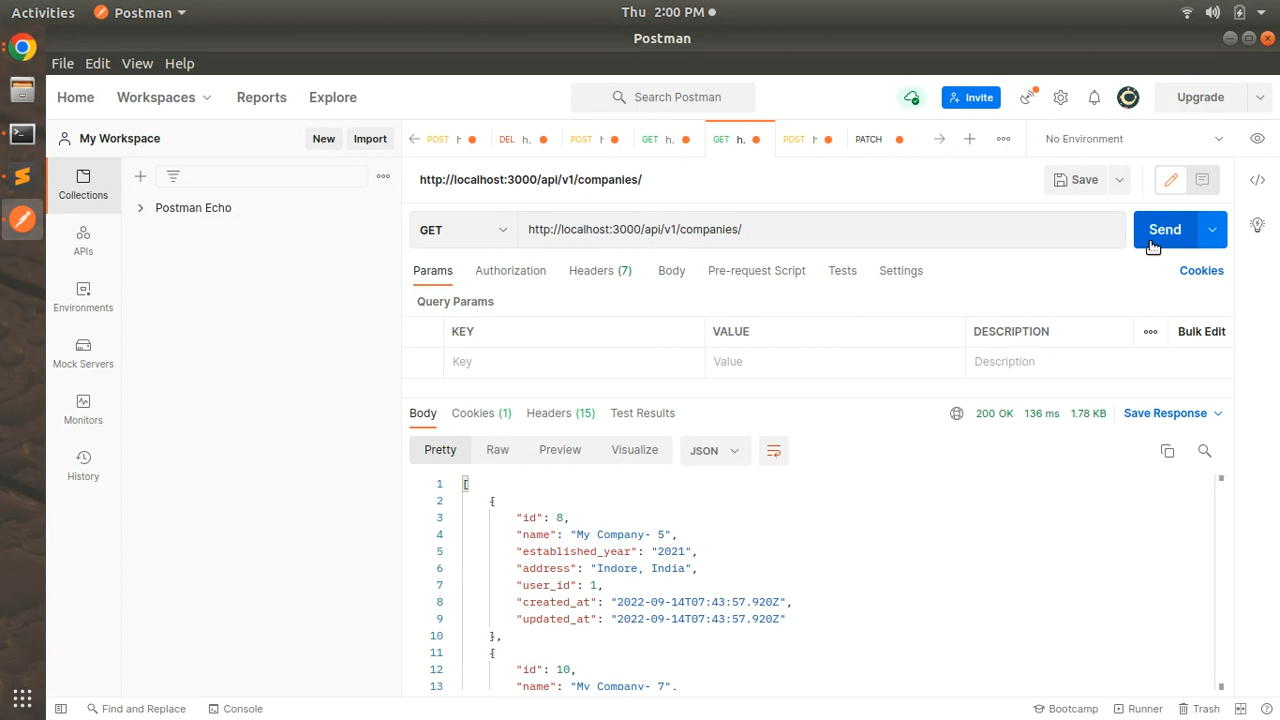 Activities Postman Thu 2:00 PM
Postman
File Edit View Help
Home Workspaces Reports Explore Search Postman Invite Upgrade
My Workspace New Import POST h DEL h. POST h GET h. GET h. POST h PATCH No Environment
Collections
http://localhost:3000/api/v1/companies/ Save
Postman Echo
GET http://localhost:3000/api/v1/companies/ Send
APIs
Params Authorization Headers (7) Body Pre-request Script Tests Settings Cookies
Environments
Query Params
KEY VALUE DESCRIPTION Bulk Edit
Mock Servers
Key Value Description
Monitors
Body Cookies (1) Headers (15) Test Results 200 OK 136 ms 1.78 KB Save Response
Pretty Raw Preview Visualize JSON
History
1 [
2 {
3 "id": 8,
4 "name": "My Company- 5",
5 "established_year": "2021",
6 "address": "Indore, India",
7 "user_id": 1,
8 "created_at": "2022-09-14T07:43:57.920Z",
9 "updated_at": "2022-09-14T07:43:57.920Z"
10 },
11 {
12 "id": 10,
13 "name": "My Company- 7",
Find and Replace Console Bootcamp Runner Trash